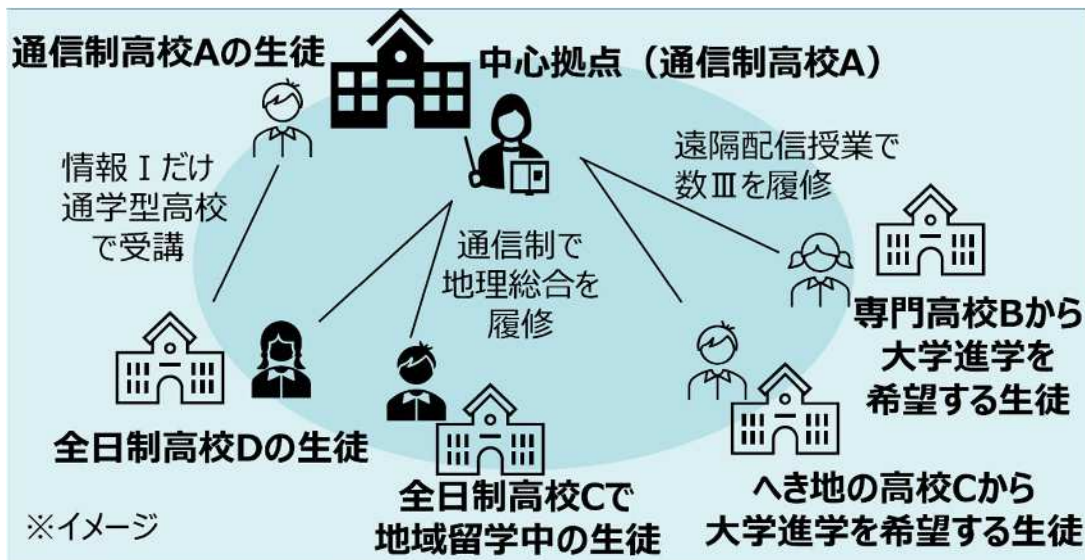 通信制高校Aの生徒
中心拠点（通信制高校A）
情報Ⅰだけ
通学型高校
で受講
遠隔配信授業で
数Ⅲを履修
通信制で
地理総合を
履修
専門高校Bから
大学進学を
希望する生徒
全日制高校Dの生徒
全日制高校Cで
地域留学中の生徒
へき地の高校Cから
大学進学を希望する生徒
※イメージ